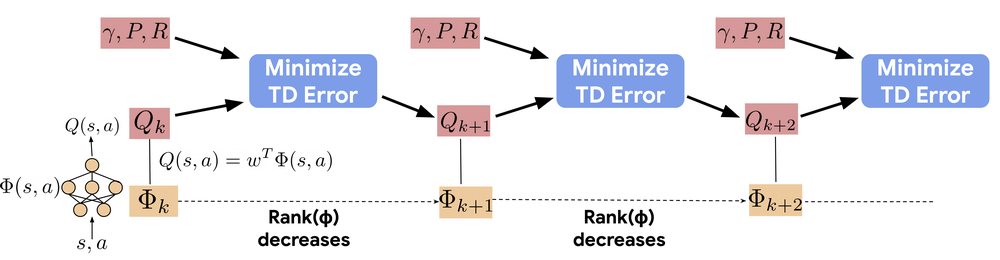 γ, P, R
γ, P, R
γ, P, R
Minimize
TD Error
Minimize
TD Error
Minimize
TD Error
Q(s, a)
Q_k
Q_{k+1}
Q_{k+2}
Q(s, a) = w^T Φ(s, a)
Φ(s, a)
Φ_k
Φ_{k+1}
Φ_{k+2}
s, a
Rank(ϕ)
decreases
Rank(ϕ)
decreases